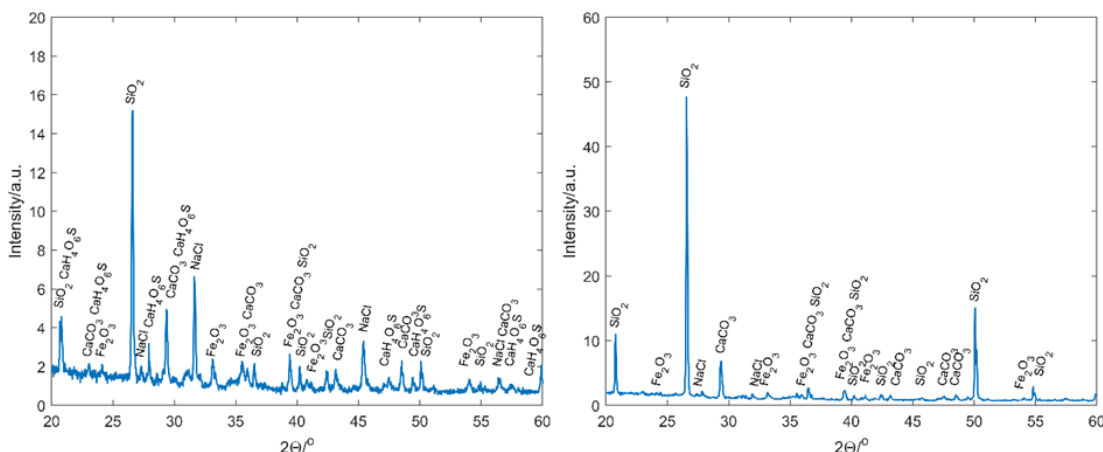 20
18
16
14
12
10
8
6
4
2
0
Intensity/a.u.
20 25 30 35 40 45 50 55 60
2Θ/°
SiO2 CaH4O6S
CaCO3 CaH4O6S
Fe2O3
SiO2
NaCl
CaH4O6S
CaCO3 CaH4O6S
NaCl
Fe2O3
Fe2O3 CaCO3
SiO2
Fe2O3 CaCO3 SiO2
SiO2
Fe2O3 SiO2
CaCO3
NaCl
CaH4O6S
CaCO3
CaH4O6S
SiO2
Fe2O3
SiO2
NaCl CaCO3
CaH4O6S
CaH4O6S
60
50
40
30
20
10
0
Intensity/a.u.
20 25 30 35 40 45 50 55 60
2Θ/°
SiO2
Fe2O3
SiO2
NaCl
CaCO3
NaCl
Fe2O3
Fe2O3 CaCO3 SiO2
Fe2O3 CaCO3 SiO2
SiO2
Fe2O3
SiO2
CaCO3
SiO2
CaCO3
CaCO3
SiO2
Fe2O3
SiO2